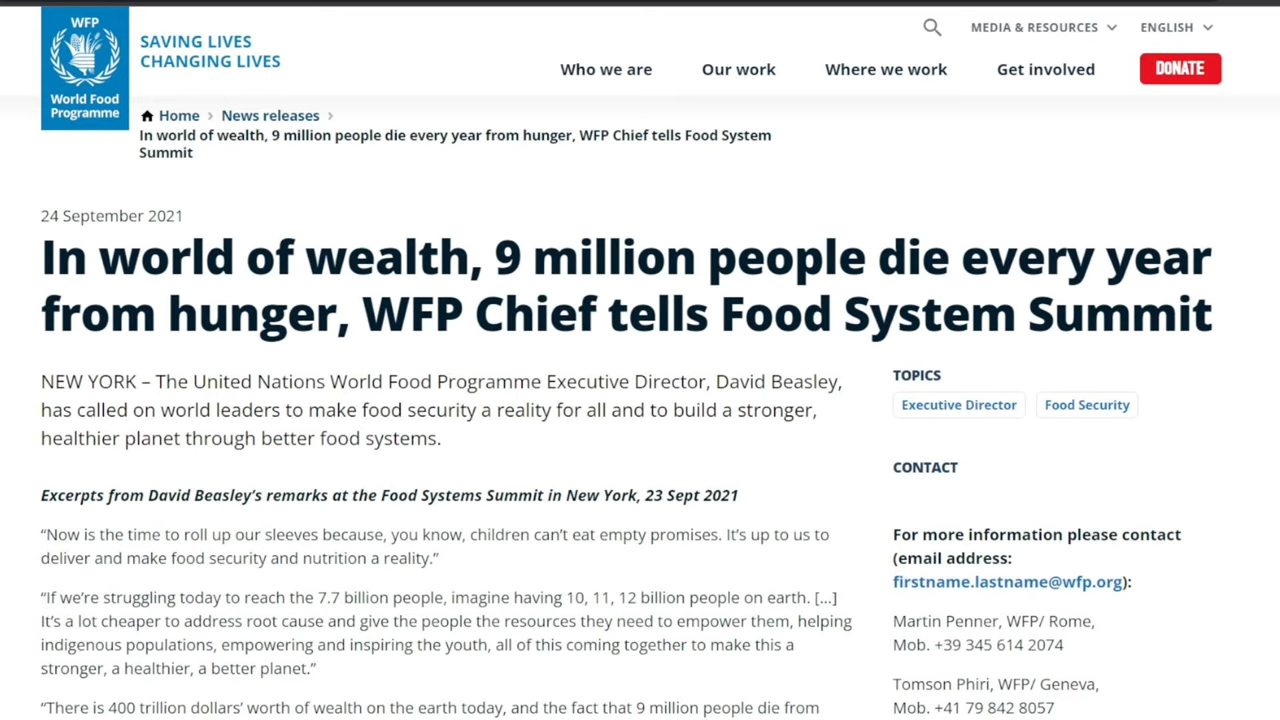 WFP
World Food
Programme
SAVING LIVES
CHANGING LIVES
MEDIA & RESOURCES
ENGLISH
Who we are
Our work
Where we work
Get involved
DONATE
Home
News releases
In world of wealth, 9 million people die every year from hunger, WFP Chief tells Food System
Summit
24 September 2021
In world of wealth, 9 million people die every year
from hunger, WFP Chief tells Food System Summit
NEW YORK – The United Nations World Food Programme Executive Director, David Beasley,
has called on world leaders to make food security a reality for all and to build a stronger,
healthier planet through better food systems.
Excerpts from David Beasley’s remarks at the Food Systems Summit in New York, 23 Sept 2021
“Now is the time to roll up our sleeves because, you know, children can’t eat empty promises. It’s up to us to
deliver and make food security and nutrition a reality.”
“If we’re struggling today to reach the 7.7 billion people, imagine having 10, 11, 12 billion people on earth. [...]
It’s a lot cheaper to address root cause and give the people the resources they need to empower them, helping
indigenous populations, empowering and inspiring the youth, all of this coming together to make this a
stronger, a healthier, a better planet.”
“There is 400 trillion dollars’ worth of wealth on the earth today, and the fact that 9 million people die from
TOPICS
Executive Director
Food Security
CONTACT
For more information please contact
(email address:
firstname.lastname@wfp.org):
Martin Penner, WFP/ Rome,
Mob. +39 345 614 2074
Tomson Phiri, WFP/ Geneva,
Mob. +41 79 842 8057